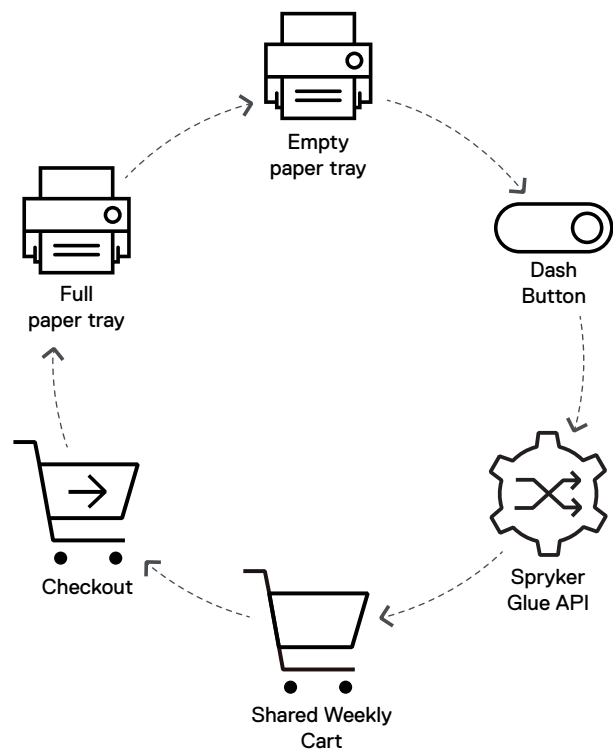 Empty
paper tray
Dash
Button
Spryker
Glue API
Shared Weekly
Cart
Checkout
Full
paper tray